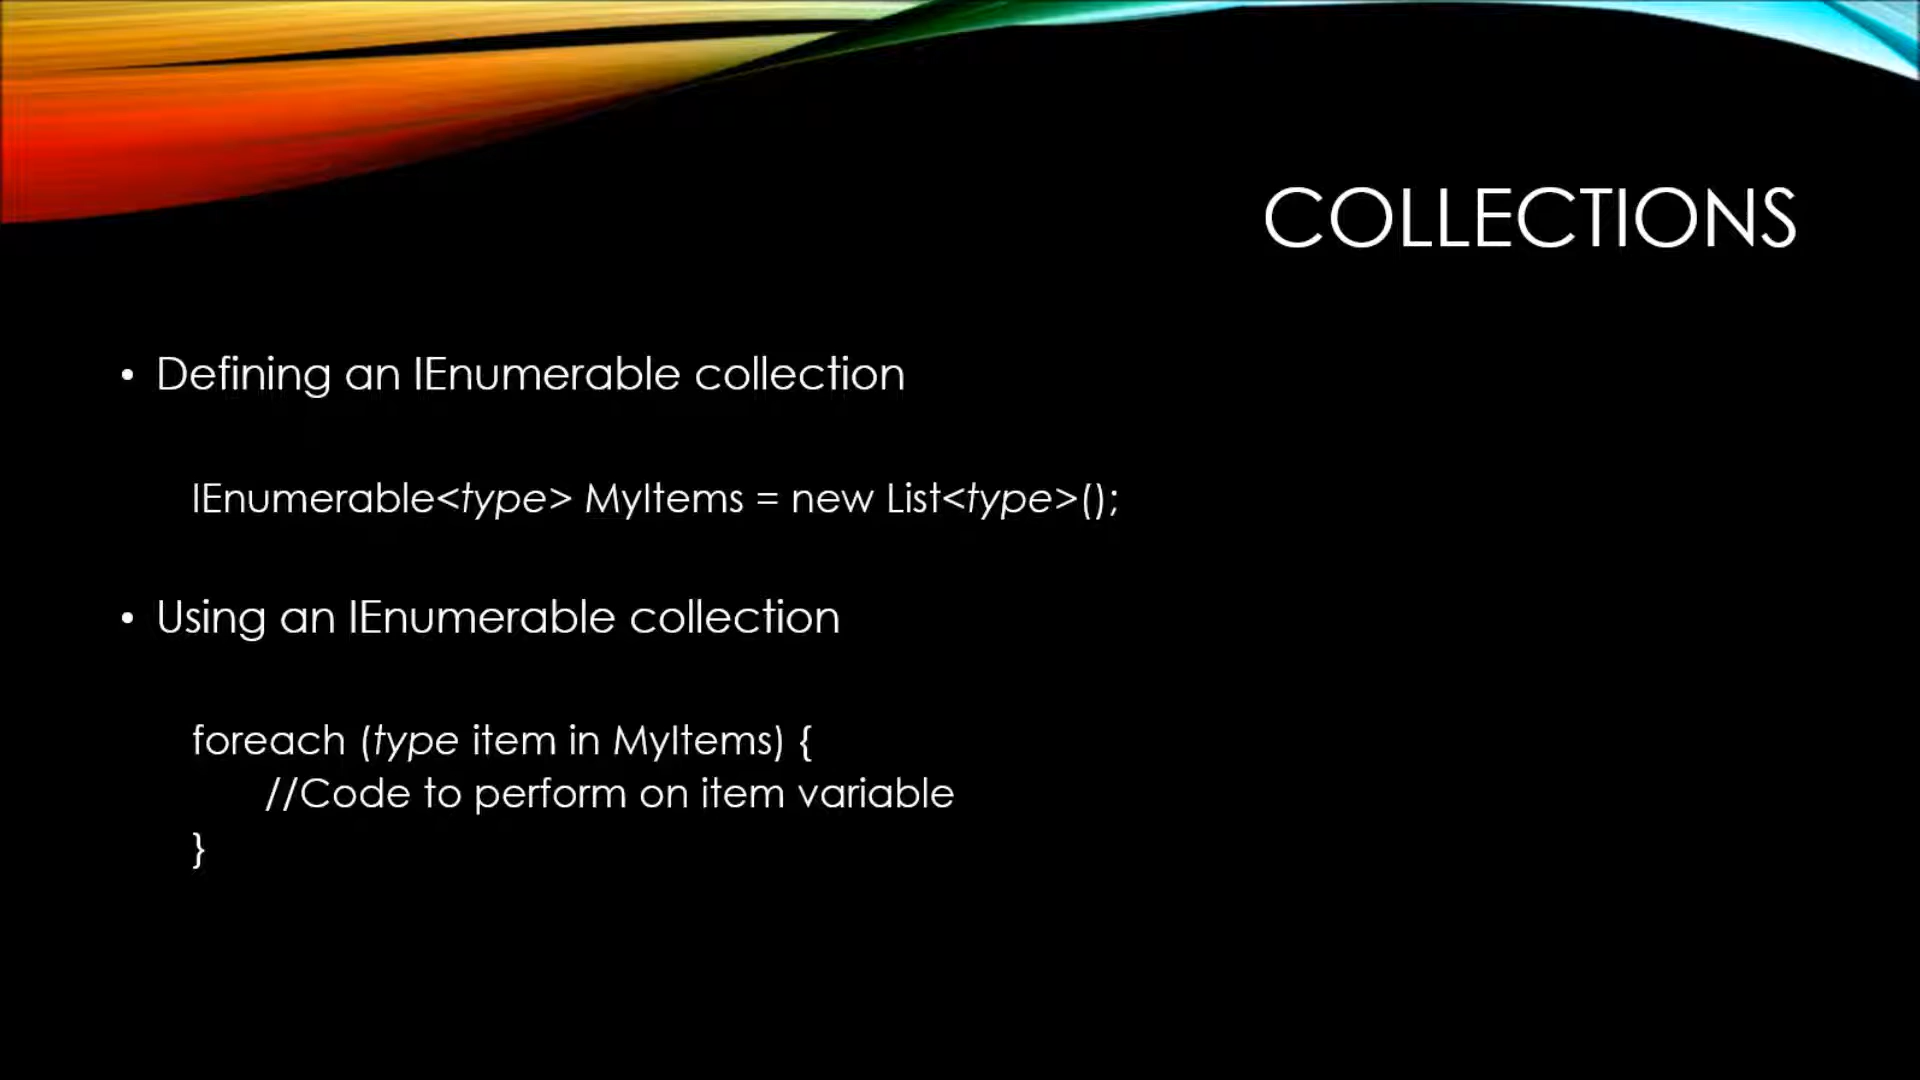 COLLECTIONS
• Defining an IEnumerable collection
IEnumerable<type> MyItems = new List<type>();
• Using an IEnumerable collection
foreach (type item in MyItems) {
//Code to perform on item variable
}